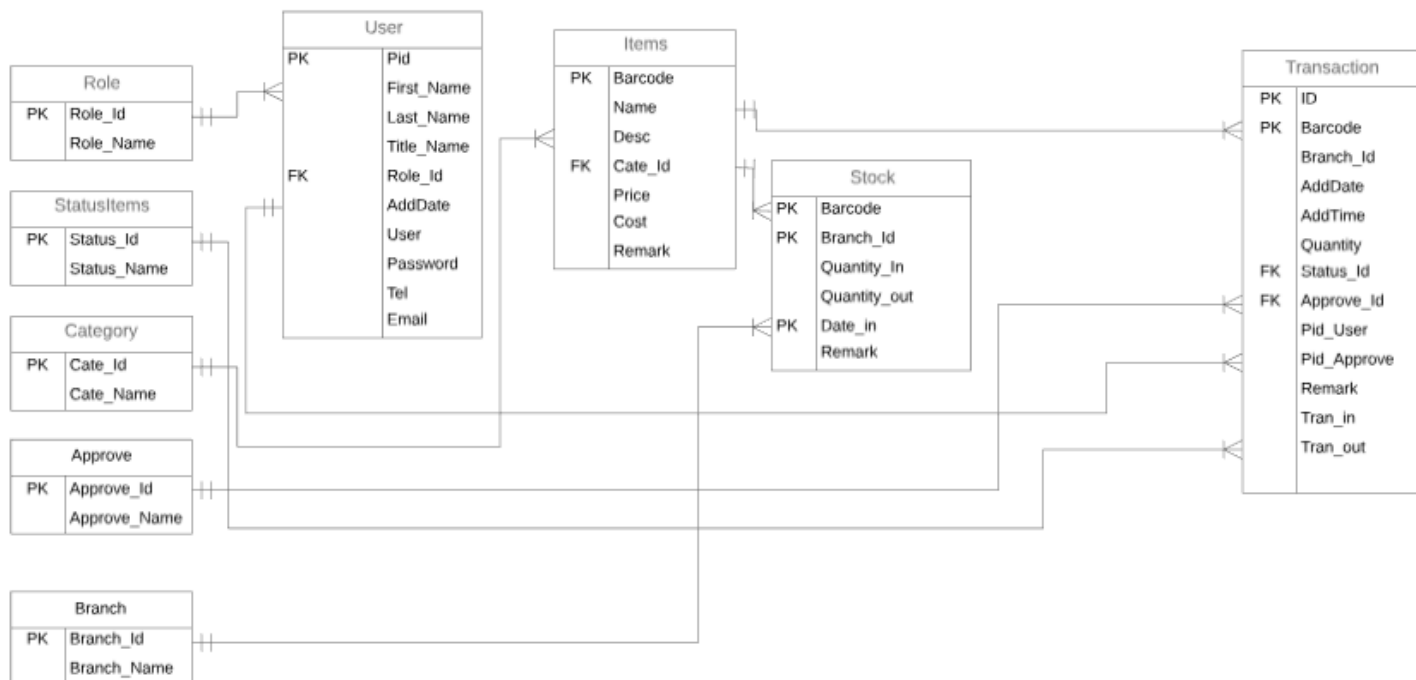 Role
PK Role_Id
Role_Name
StatusItems
PK Status_Id
Status_Name
Category
PK Cate_Id
Cate_Name
Approve
PK Approve_Id
Approve_Name
Branch
PK Branch_Id
Branch_Name
User
PK Pid
First_Name
Last_Name
Title_Name
FK Role_Id
AddDate
User
Password
Tel
Email
Items
PK Barcode
Name
Desc
FK Cate_Id
Price
Cost
Remark
Stock
PK Barcode
PK Branch_Id
Quantity_In
Quantity_out
PK Date_in
Remark
Transaction
PK ID
PK Barcode
Branch_Id
AddDate
AddTime
Quantity
FK Status_Id
FK Approve_Id
Pid_User
Pid_Approve
Remark
Tran_in
Tran_out